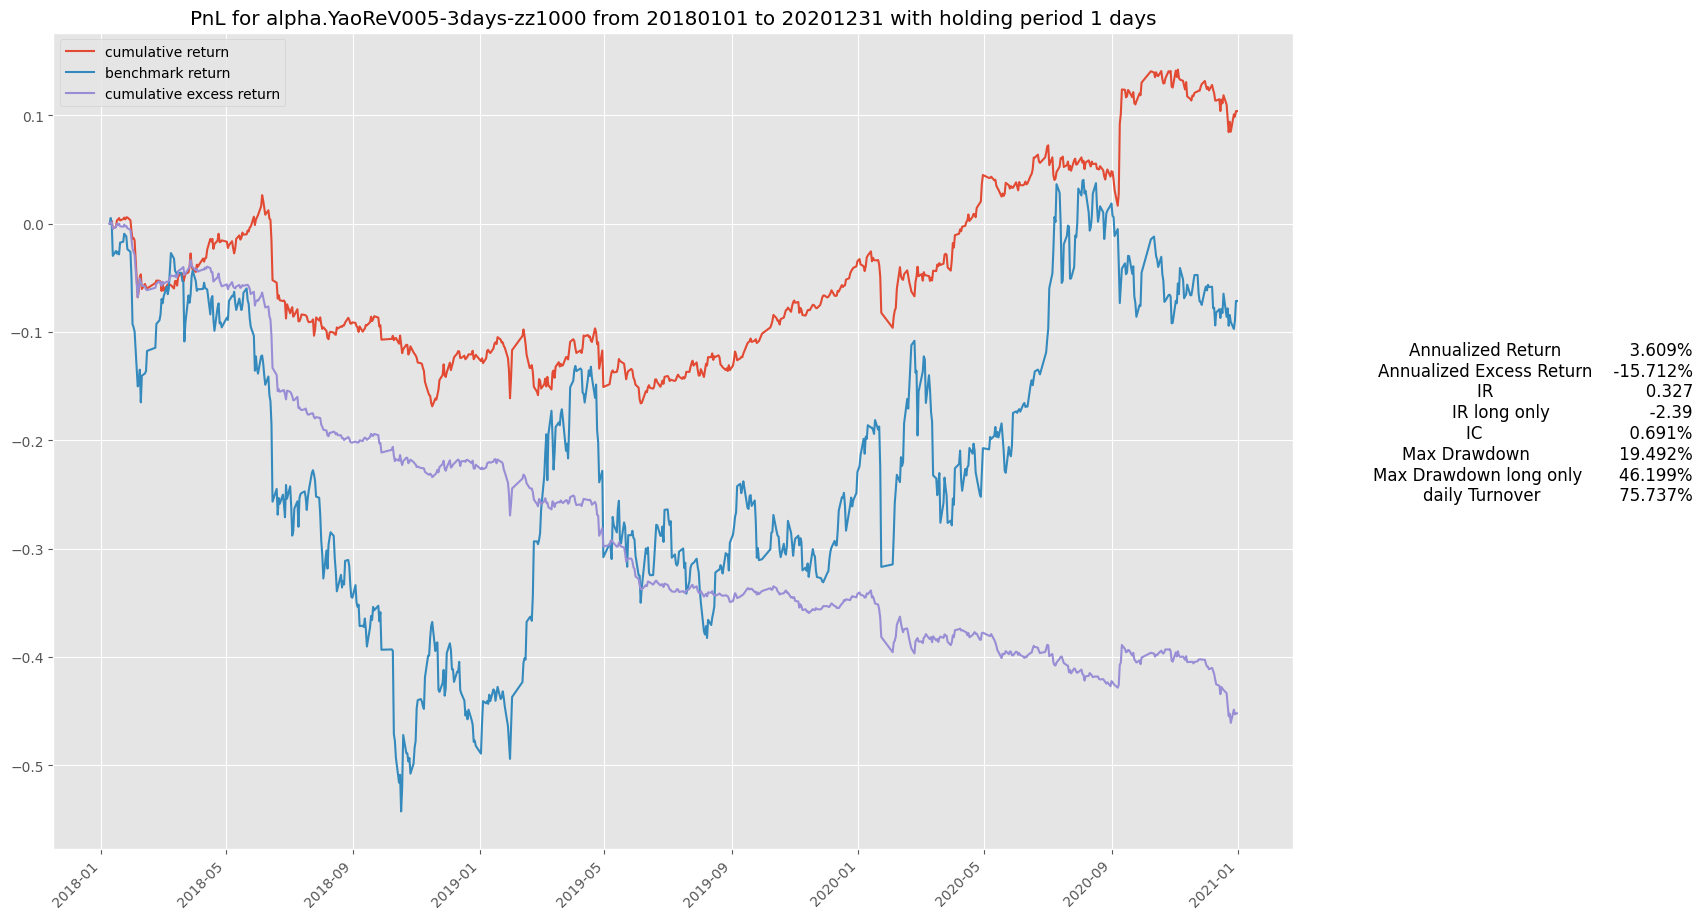 PnL for alpha.YaoReV005-3days-zz1000 from 20180101 to 20201231 with holding period 1 days
cumulative return
benchmark return
cumulative excess return
0.1
0.0
−0.1
−0.2
−0.3
−0.4
−0.5
2018-01
2018-05
2018-09
2019-01
2019-05
2019-09
2020-01
2020-05
2020-09
2021-01
Annualized Return 3.609%
Annualized Excess Return -15.712%
IR 0.327
IR long only -2.39
IC 0.691%
Max Drawdown 19.492%
Max Drawdown long only 46.199%
daily Turnover 75.737%